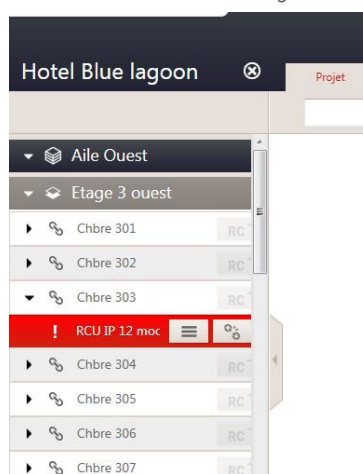 Hotel Blue lagoon
Projet
Aile Ouest
Etage 3 ouest
Chbre 301 RC
Chbre 302 RC
Chbre 303 RC
! RCU IP 12 moc
Chbre 304 RC
Chbre 305 RC
Chbre 306 RC
Chbre 307